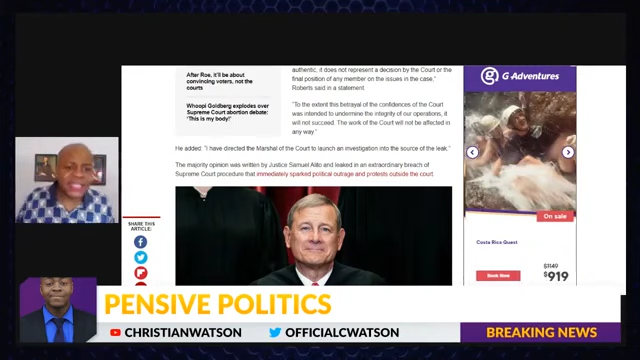 After Roe, it'll be about
convincing voters, not the
courts
Whoopi Goldberg explodes over
Supreme Court abortion debate:
'This is my body!'
authentic, it does not represent a decision by the Court or the
final position of any member on the issues in the case,"
Roberts said in a statement.
"To the extent this betrayal of the confidences of the Court
was intended to undermine the integrity of our operations, it
will not succeed. The work of the Court will not be affected in
any way."
He added: "I have directed the Marshal of the Court to launch an investigation into the source of the leak."
The majority opinion was written by Justice Samuel Alito and leaked in an extraordinary breach of
Supreme Court procedure that immediately sparked political outrage and protests outside the court.
SHARE THIS
ARTICLE:
G Adventures
On sale
Costa Rica Quest
$1149
Book Now
$919
PENSIVE POLITICS
CHRISTIANWATSON
OFFICIALCWATSON
BREAKING NEWS